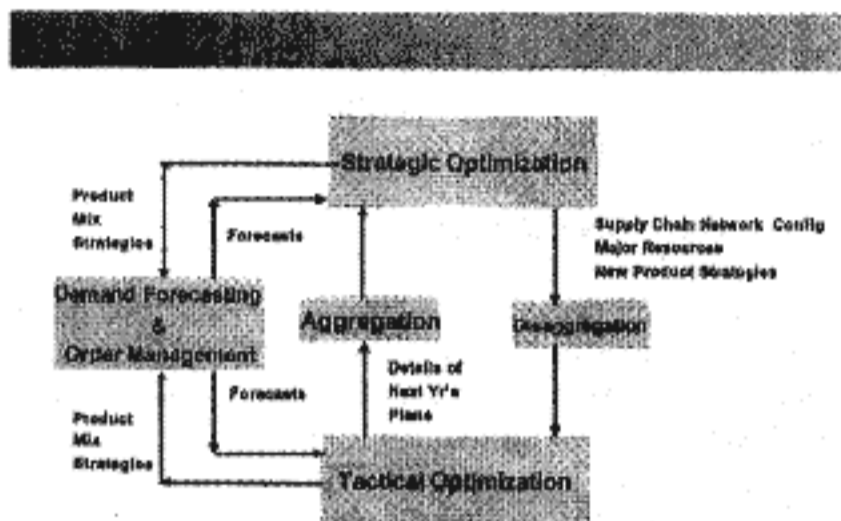 Strategic Optimization
Product
Mix
Strategies
Forecasts
Supply Chain Network Config
Major Resources
New Product Strategies
Demand Forecasting
&
Order Management
Aggregation
Disaggregation
Details of
Next Yr's
Plans
Forecasts
Product
Mix
Strategies
Tactical Optimization